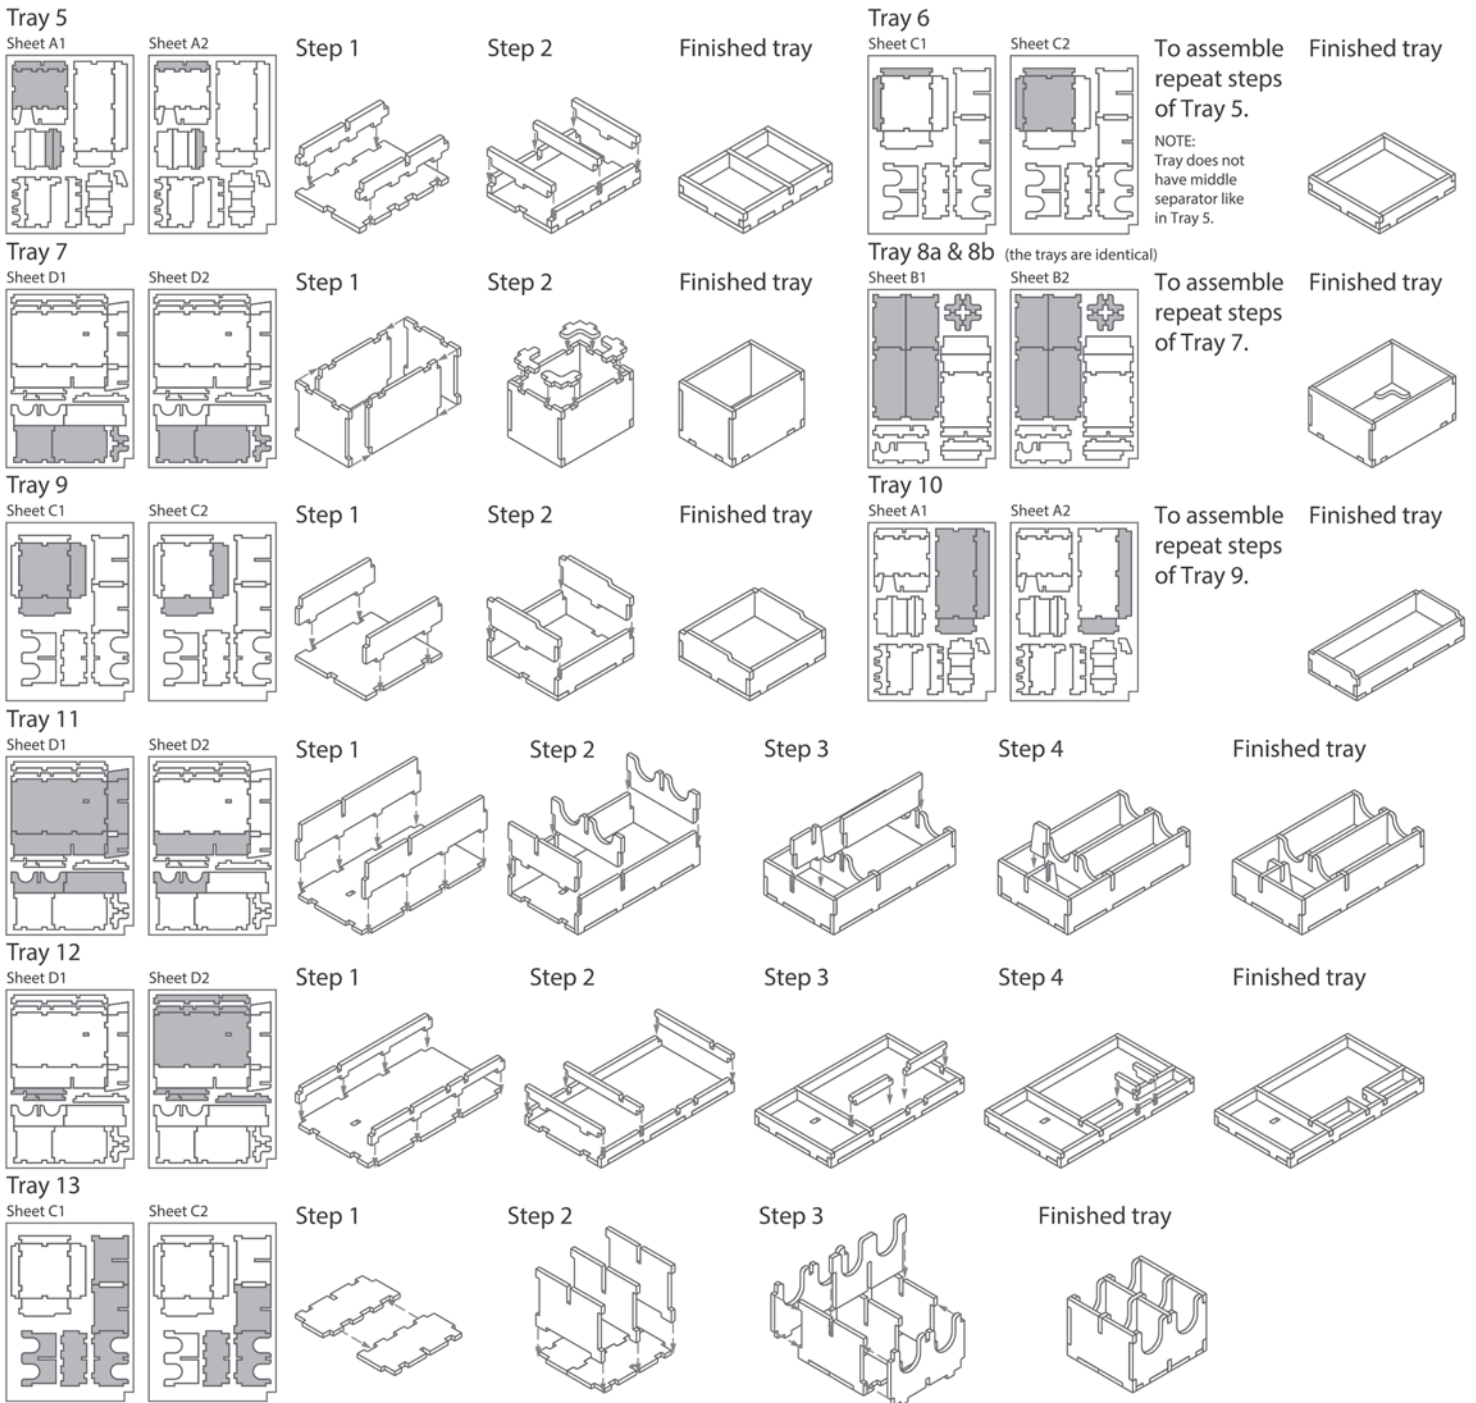 Tray 5
Sheet A1
Sheet A2
Step 1
Step 2
Finished tray
Tray 6
Sheet C1
Sheet C2
To assemble
repeat steps
of Tray 5.
NOTE:
Tray does not
have middle
separator like
in Tray 5.
Finished tray
Tray 7
Sheet D1
Sheet D2
Step 1
Step 2
Finished tray
Tray 8a & 8b (the trays are identical)
Sheet B1
Sheet B2
To assemble
repeat steps
of Tray 7.
Finished tray
Tray 9
Sheet C1
Sheet C2
Step 1
Step 2
Finished tray
Tray 10
Sheet A1
Sheet A2
To assemble
repeat steps
of Tray 9.
Finished tray
Tray 11
Sheet D1
Sheet D2
Step 1
Step 2
Step 3
Step 4
Finished tray
Tray 12
Sheet D1
Sheet D2
Step 1
Step 2
Step 3
Step 4
Finished tray
Tray 13
Sheet C1
Sheet C2
Step 1
Step 2
Step 3
Finished tray